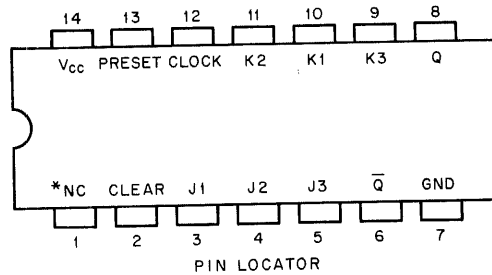 14 13 12 11 10 9 8
Vcc PRESET CLOCK K2 K1 K3 Q
*NC CLEAR J1 J2 J3 Q̅ GND
1 2 3 4 5 6 7
PIN LOCATOR